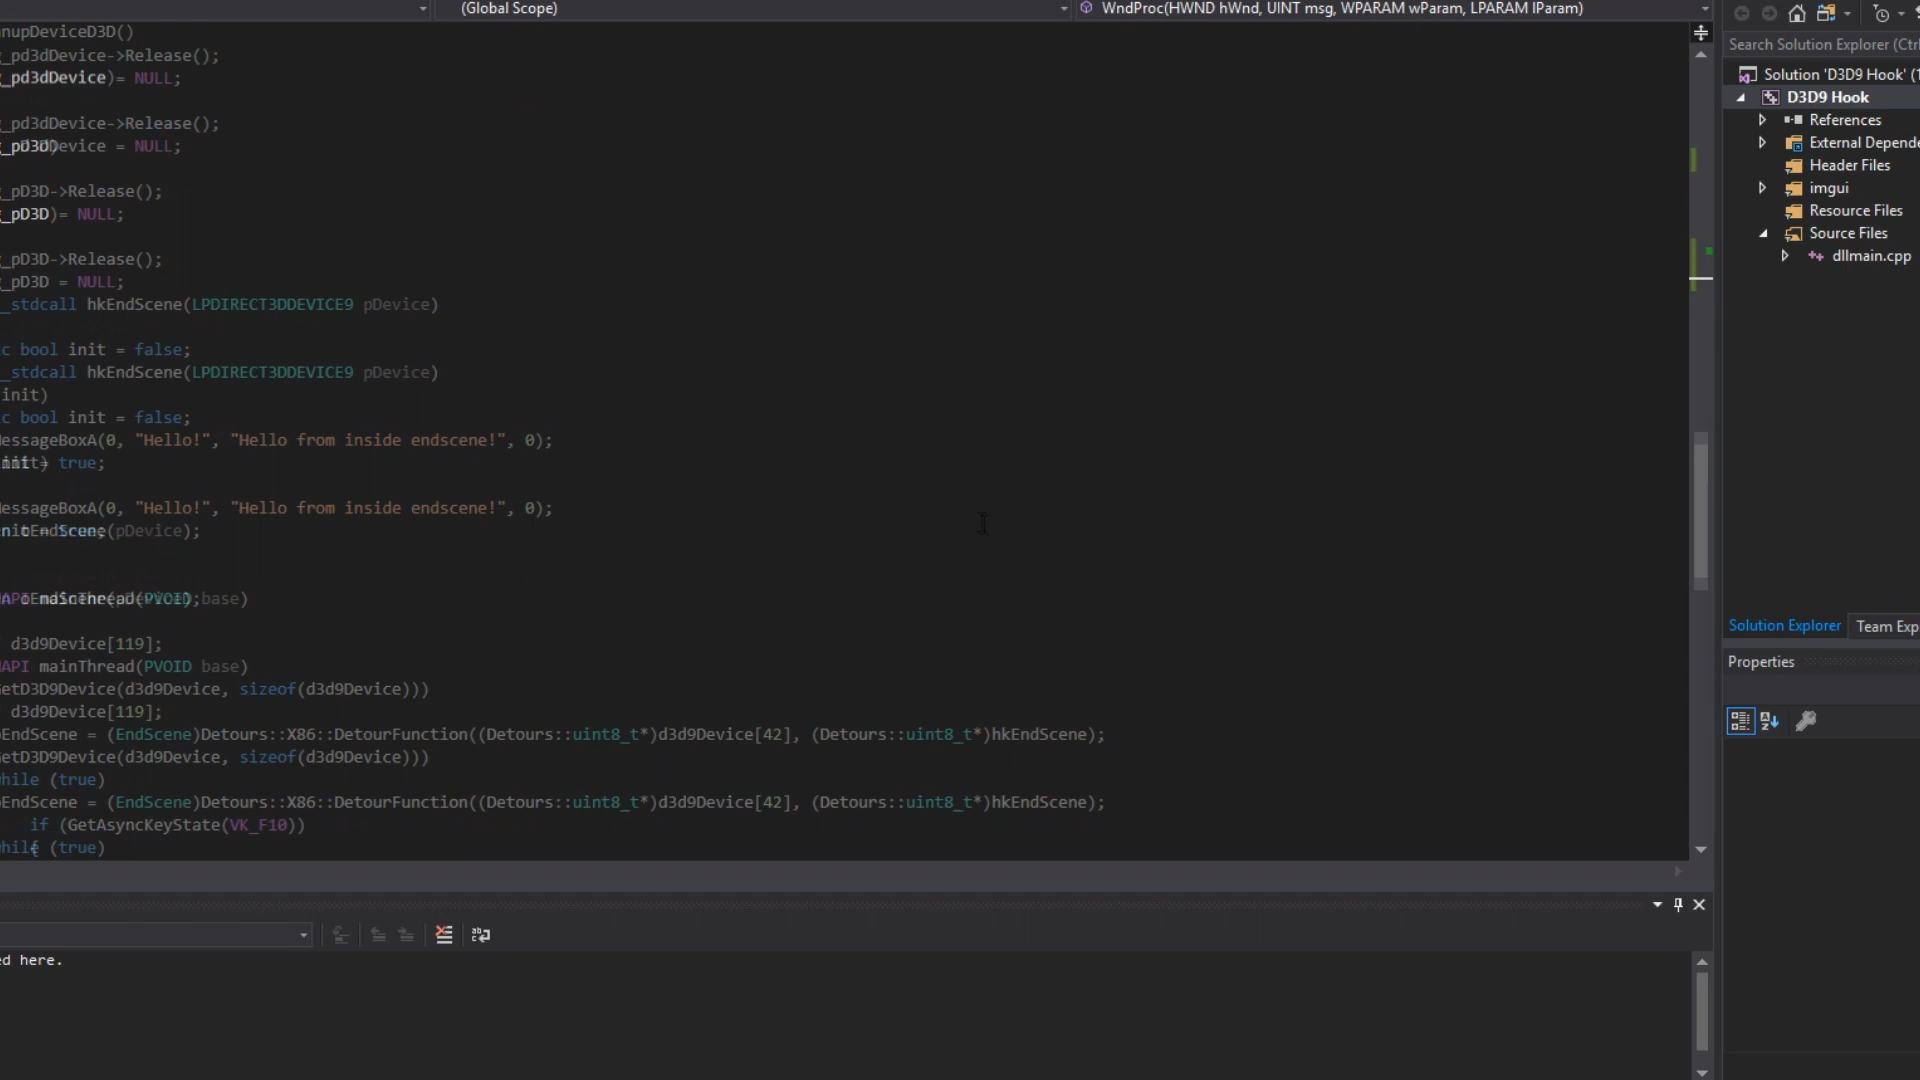 (Global Scope)
WndProc(HWND hWnd, UINT msg, WPARAM wParam, LPARAM lParam)
nupDeviceD3D()
_pd3dDevice->Release();
_pd3dDevice)= NULL;
_pd3dDevice->Release();
= NULL;
_pD3D->Release();
_pD3D)= NULL;
_pD3D->Release();
_pD3D = NULL;
_stdcall hkEndScene(LPDIRECT3DDEVICE9 pDevice)
c bool init = false;
_stdcall hkEndScene(LPDIRECT3DDEVICE9 pDevice)
init)
c bool init = false;
essageBoxA(0, "Hello!", "Hello from inside endscene!", 0);
true;
essageBoxA(0, "Hello!", "Hello from inside endscene!", 0);
(pDevice);
base)
d3d9Device[119];
API mainThread(PVOID base)
etD3D9Device(d3d9Device, sizeof(d3d9Device)))
d3d9Device[119];
EndScene = (EndScene)Detours::X86::DetourFunction((Detours::uint8_t*)d3d9Device[42], (Detours::uint8_t*)hkEndScene);
etD3D9Device(d3d9Device, sizeof(d3d9Device)))
hile (true)
EndScene = (EndScene)Detours::X86::DetourFunction((Detours::uint8_t*)d3d9Device[42], (Detours::uint8_t*)hkEndScene);
if (GetAsyncKeyState(VK_F10))
(true)
ed here.
Search Solution Explorer (Ctrl
Solution 'D3D9 Hook' (1
D3D9 Hook
References
External Depende
Header Files
imgui
Resource Files
Source Files
dllmain.cpp
Solution Explorer
Team Exp
Properties